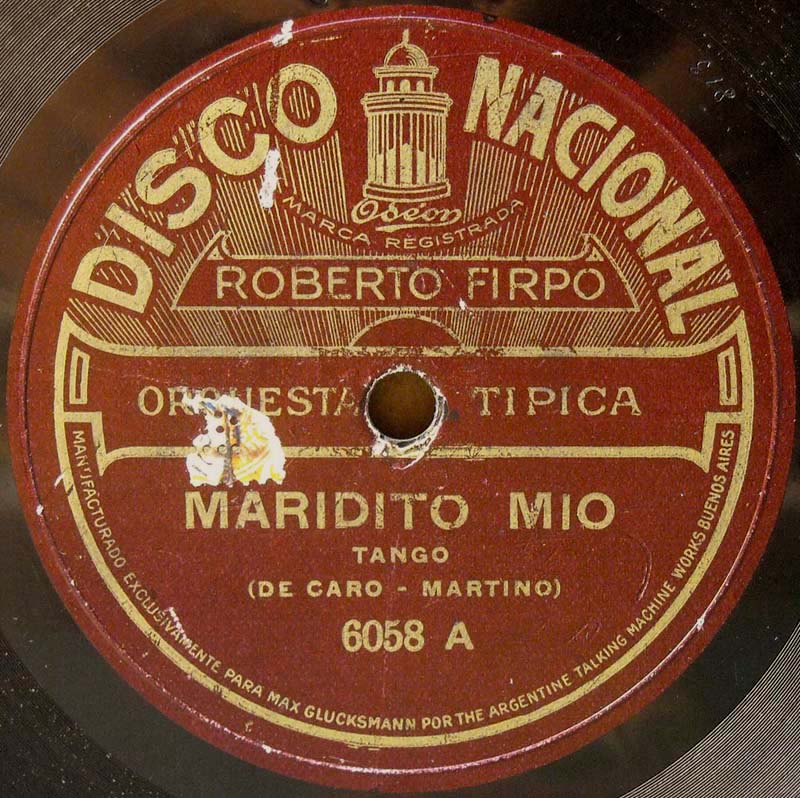 DISCO NACIONAL
Odeon
MARCA REGISTRADA
ROBERTO FIRPO
ORQUESTA TIPICA
MARIDITO MIO
TANGO
(DE CARO - MARTINO)
6058 A
MANUFACTURADO EXCLUSIVAMENTE PARA MAX GLUCKSMANN POR THE ARGENTINE TALKING MACHINE WORKS BUENOS AIRES